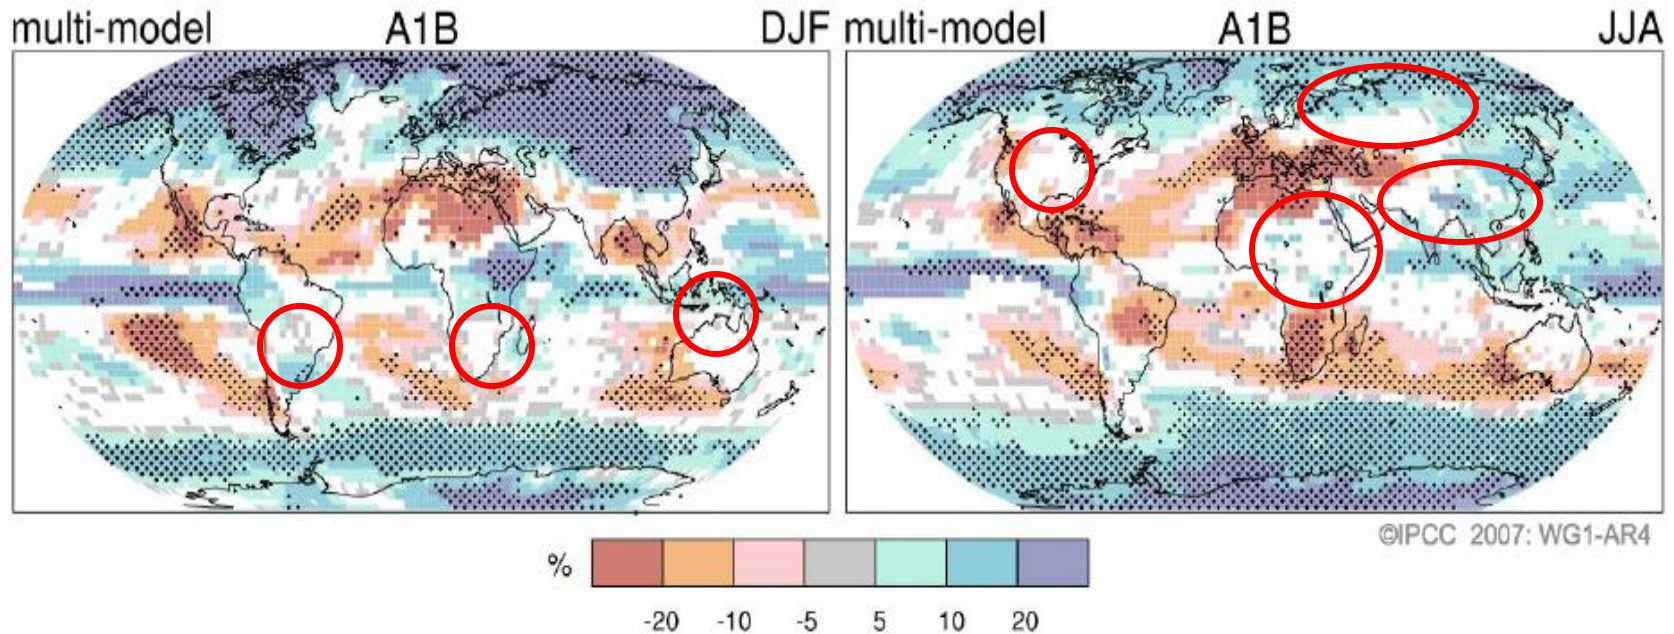 multi-model A1B DJF
multi-model A1B JJA
©IPCC 2007: WG1-AR4
%
-20 -10 -5 5 10 20